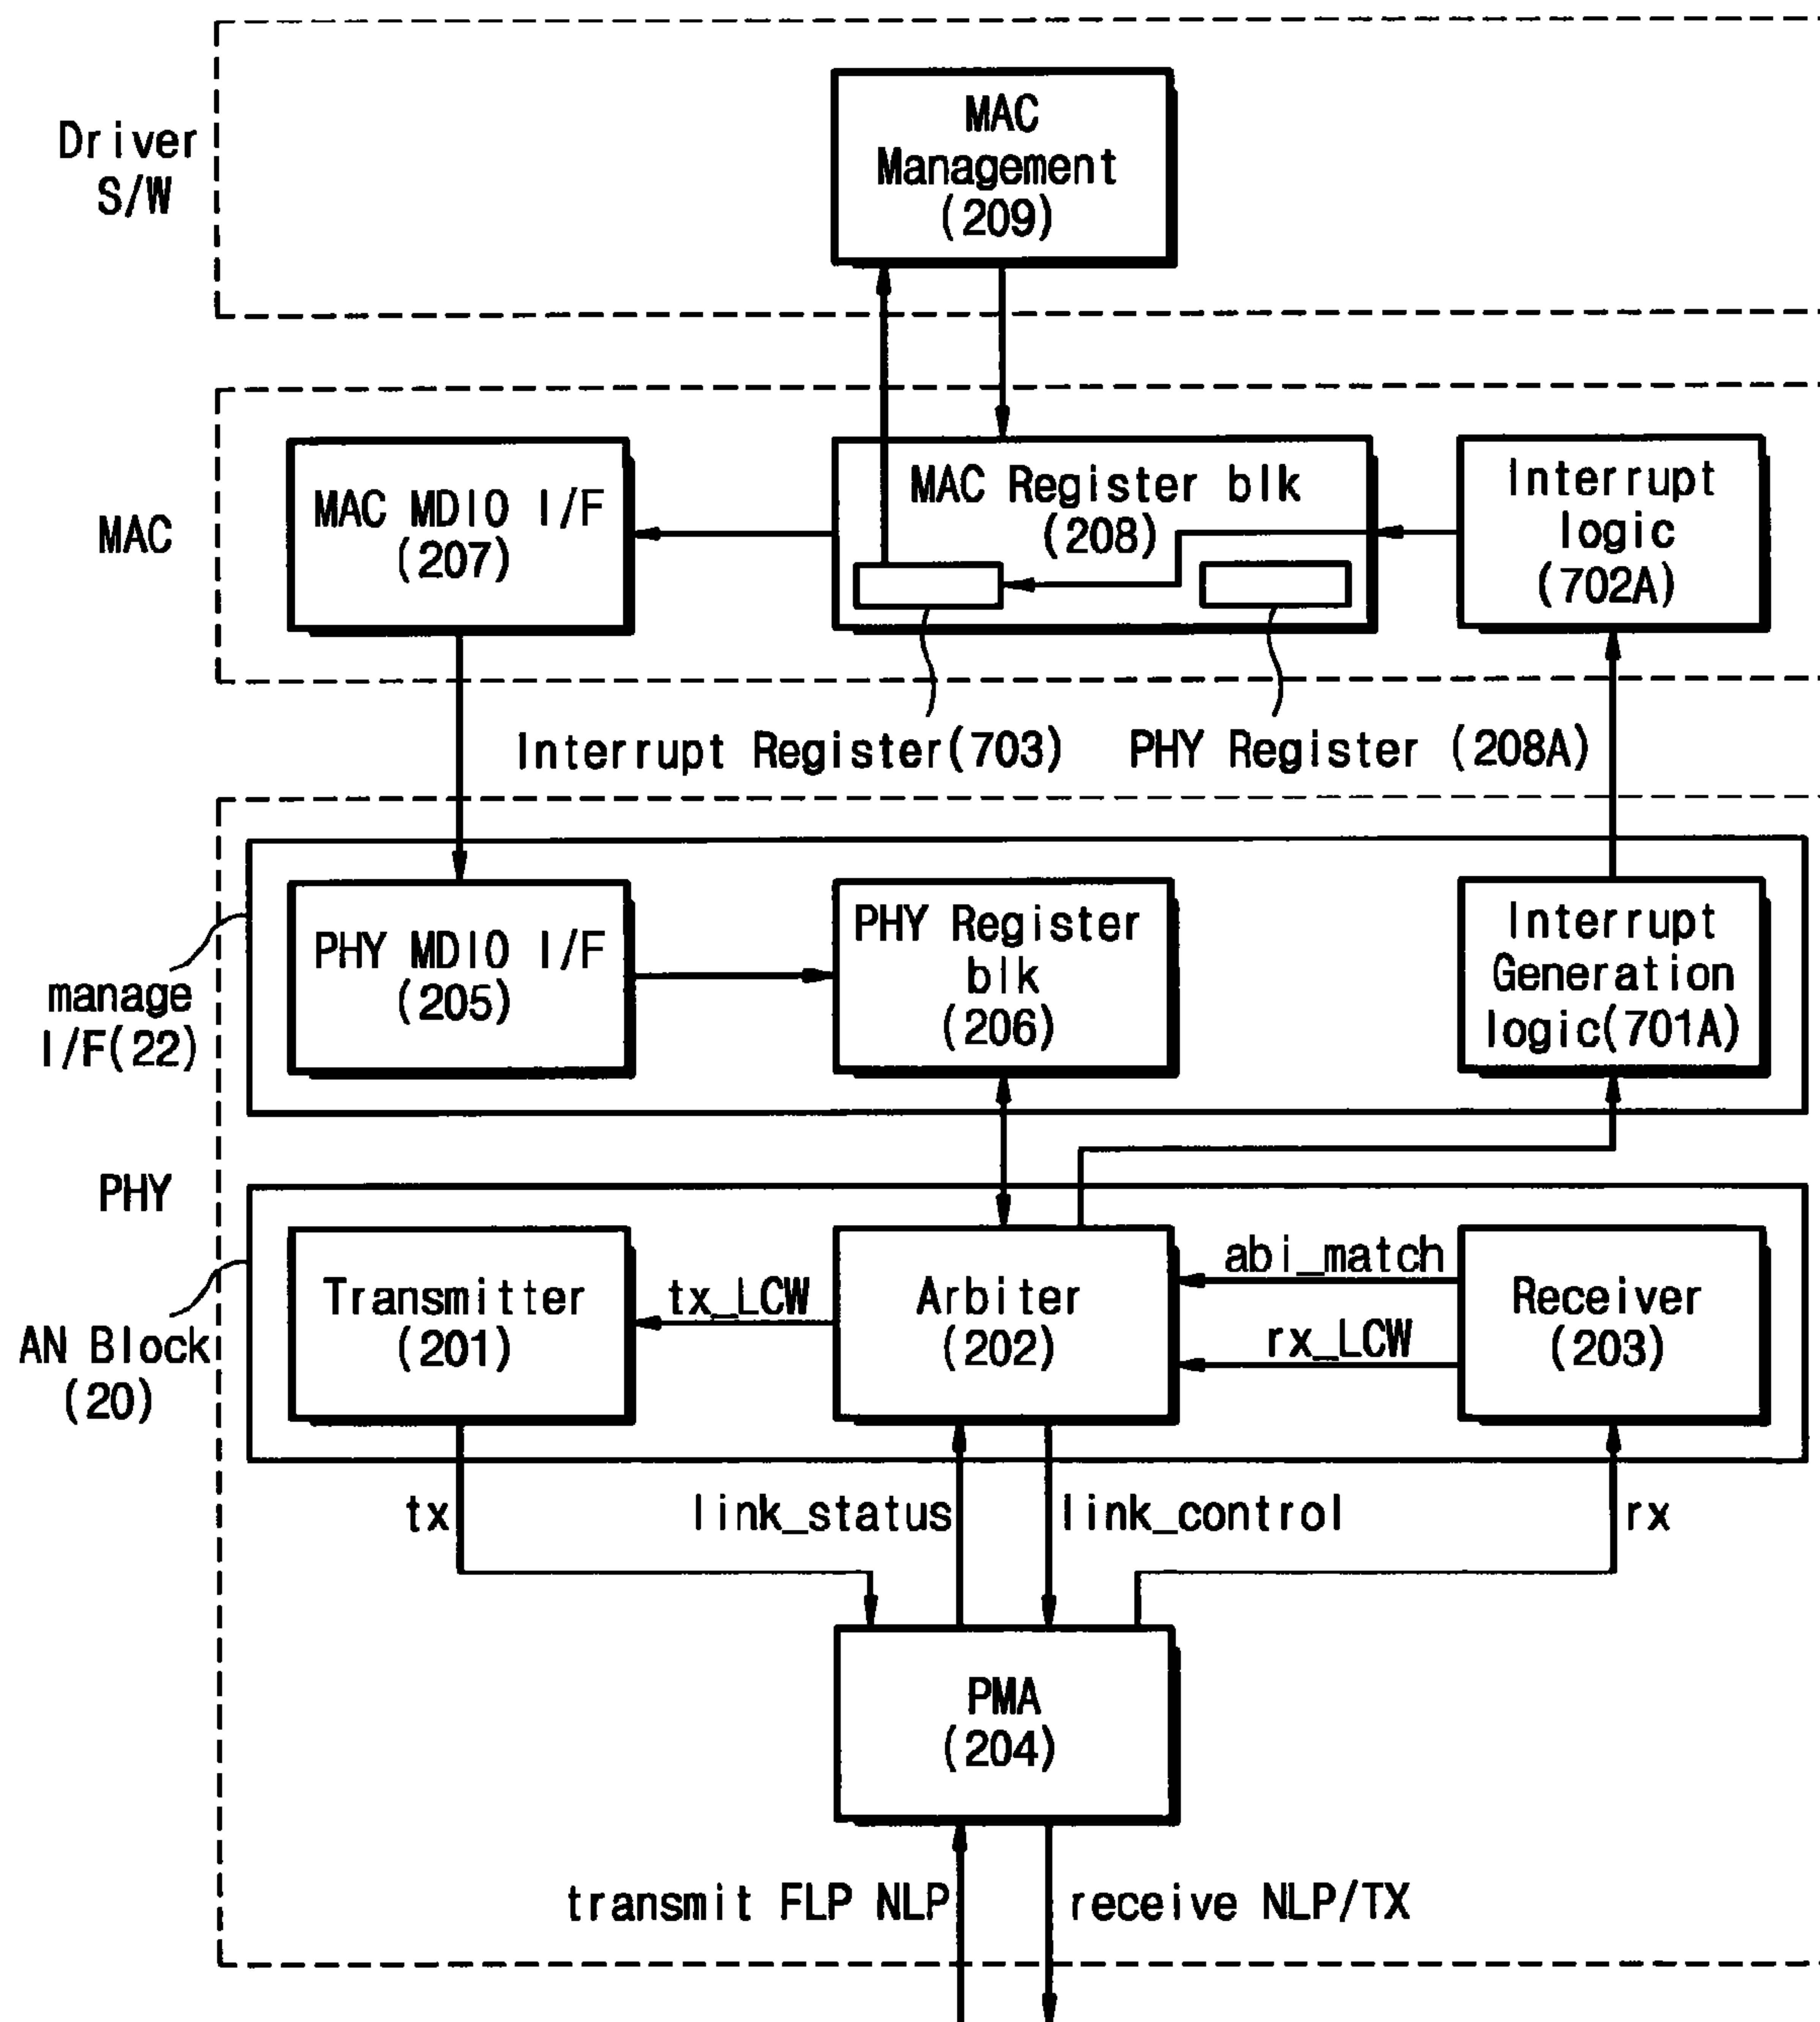 Driver
S/W
MAC
Management
(209)
MAC
MAC MDIO I/F
(207)
MAC Register blk
(208)
Interrupt
logic
(702A)
Interrupt Register(703)
PHY Register (208A)
manage
I/F(22)
PHY MDIO I/F
(205)
PHY Register
blk
(206)
Interrupt
Generation
logic(701A)
PHY
AN Block
(20)
Transmitter
(201)
tx_LCW
Arbiter
(202)
abi_match
rx_LCW
Receiver
(203)
tx
link_status
link_control
rx
PMA
(204)
transmit FLP NLP
receive NLP/TX